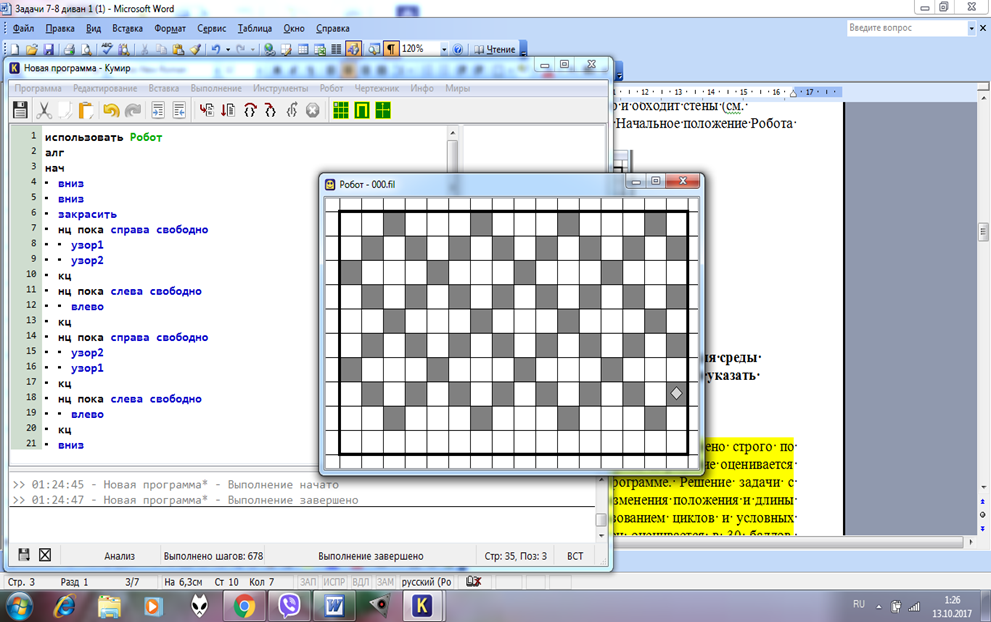 Задачи 7-8 диван 1 (1) - Microsoft Word
Файл Правка Вид Вставка Формат Сервис Таблица Окно Справка
Введите вопрос
120% Чтение
12 13 14 15 16 17
Новая программа - Кумир
Программа Редактирование Вставка Выполнение Инструменты Робот Чертежник Инфо Миры
1 использовать Робот
2 алг
3 нач
4 • вниз
5 • вниз
6 • закрасить
7 • нц пока справа свободно
8 • • узор1
9 • • узор2
10 • кц
11 • нц пока слева свободно
12 • • влево
13 • кц
14 • нц пока справа свободно
15 • • узор2
16 • • узор1
17 • кц
18 • нц пока слева свободно
19 • • влево
20 • кц
21 • вниз
>> 01:24:45 - Новая программа* - Выполнение начато
>> 01:24:47 - Новая программа* - Выполнение завершено
Анализ Выполнено шагов: 678 Выполнение завершено Стр: 35, Поз: 3 ВСТ
Робот - 000.fil
и обходит стены (см.
Начальное положение Робота
среды
указать
строго по
оценивается
Решение задачи с
положения и длины
циклов и условных
30 баллов
Стр. 3 Разд 1 3/7 На 6,3см Ст 10 Кол 7 ЗАП ИСПР ВДЛ ЗАМ русский (Ро
RU 1:26
13.10.2017